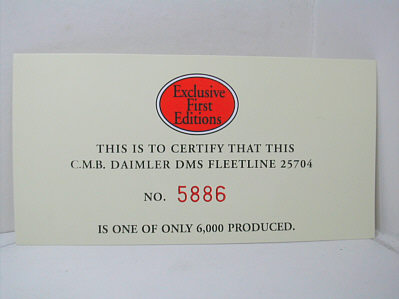 Exclusive
First
Editions
THIS IS TO CERTIFY THAT THIS
C.M.B. DAIMLER DMS FLEETLINE 25704
NO. 5886
IS ONE OF ONLY 6,000 PRODUCED.